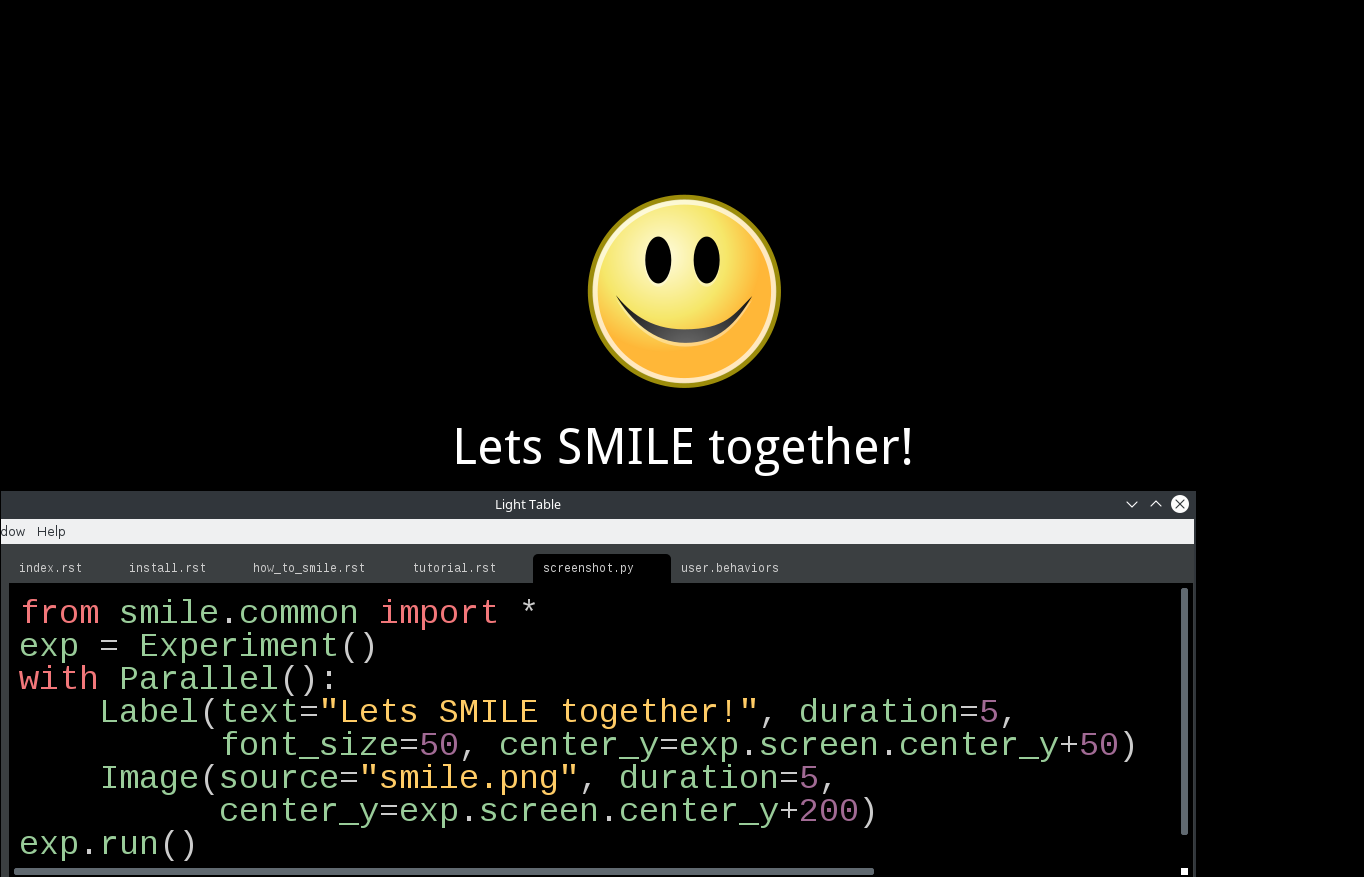 Lets SMILE together!
Light Table
dow Help
index.rst install.rst how_to_smile.rst tutorial.rst screenshot.py user.behaviors
from smile.common import *
exp = Experiment()
with Parallel():
    Label(text="Lets SMILE together!", duration=5,
          font_size=50, center_y=exp.screen.center_y+50)
    Image(source="smile.png", duration=5,
          center_y=exp.screen.center_y+200)
exp.run()